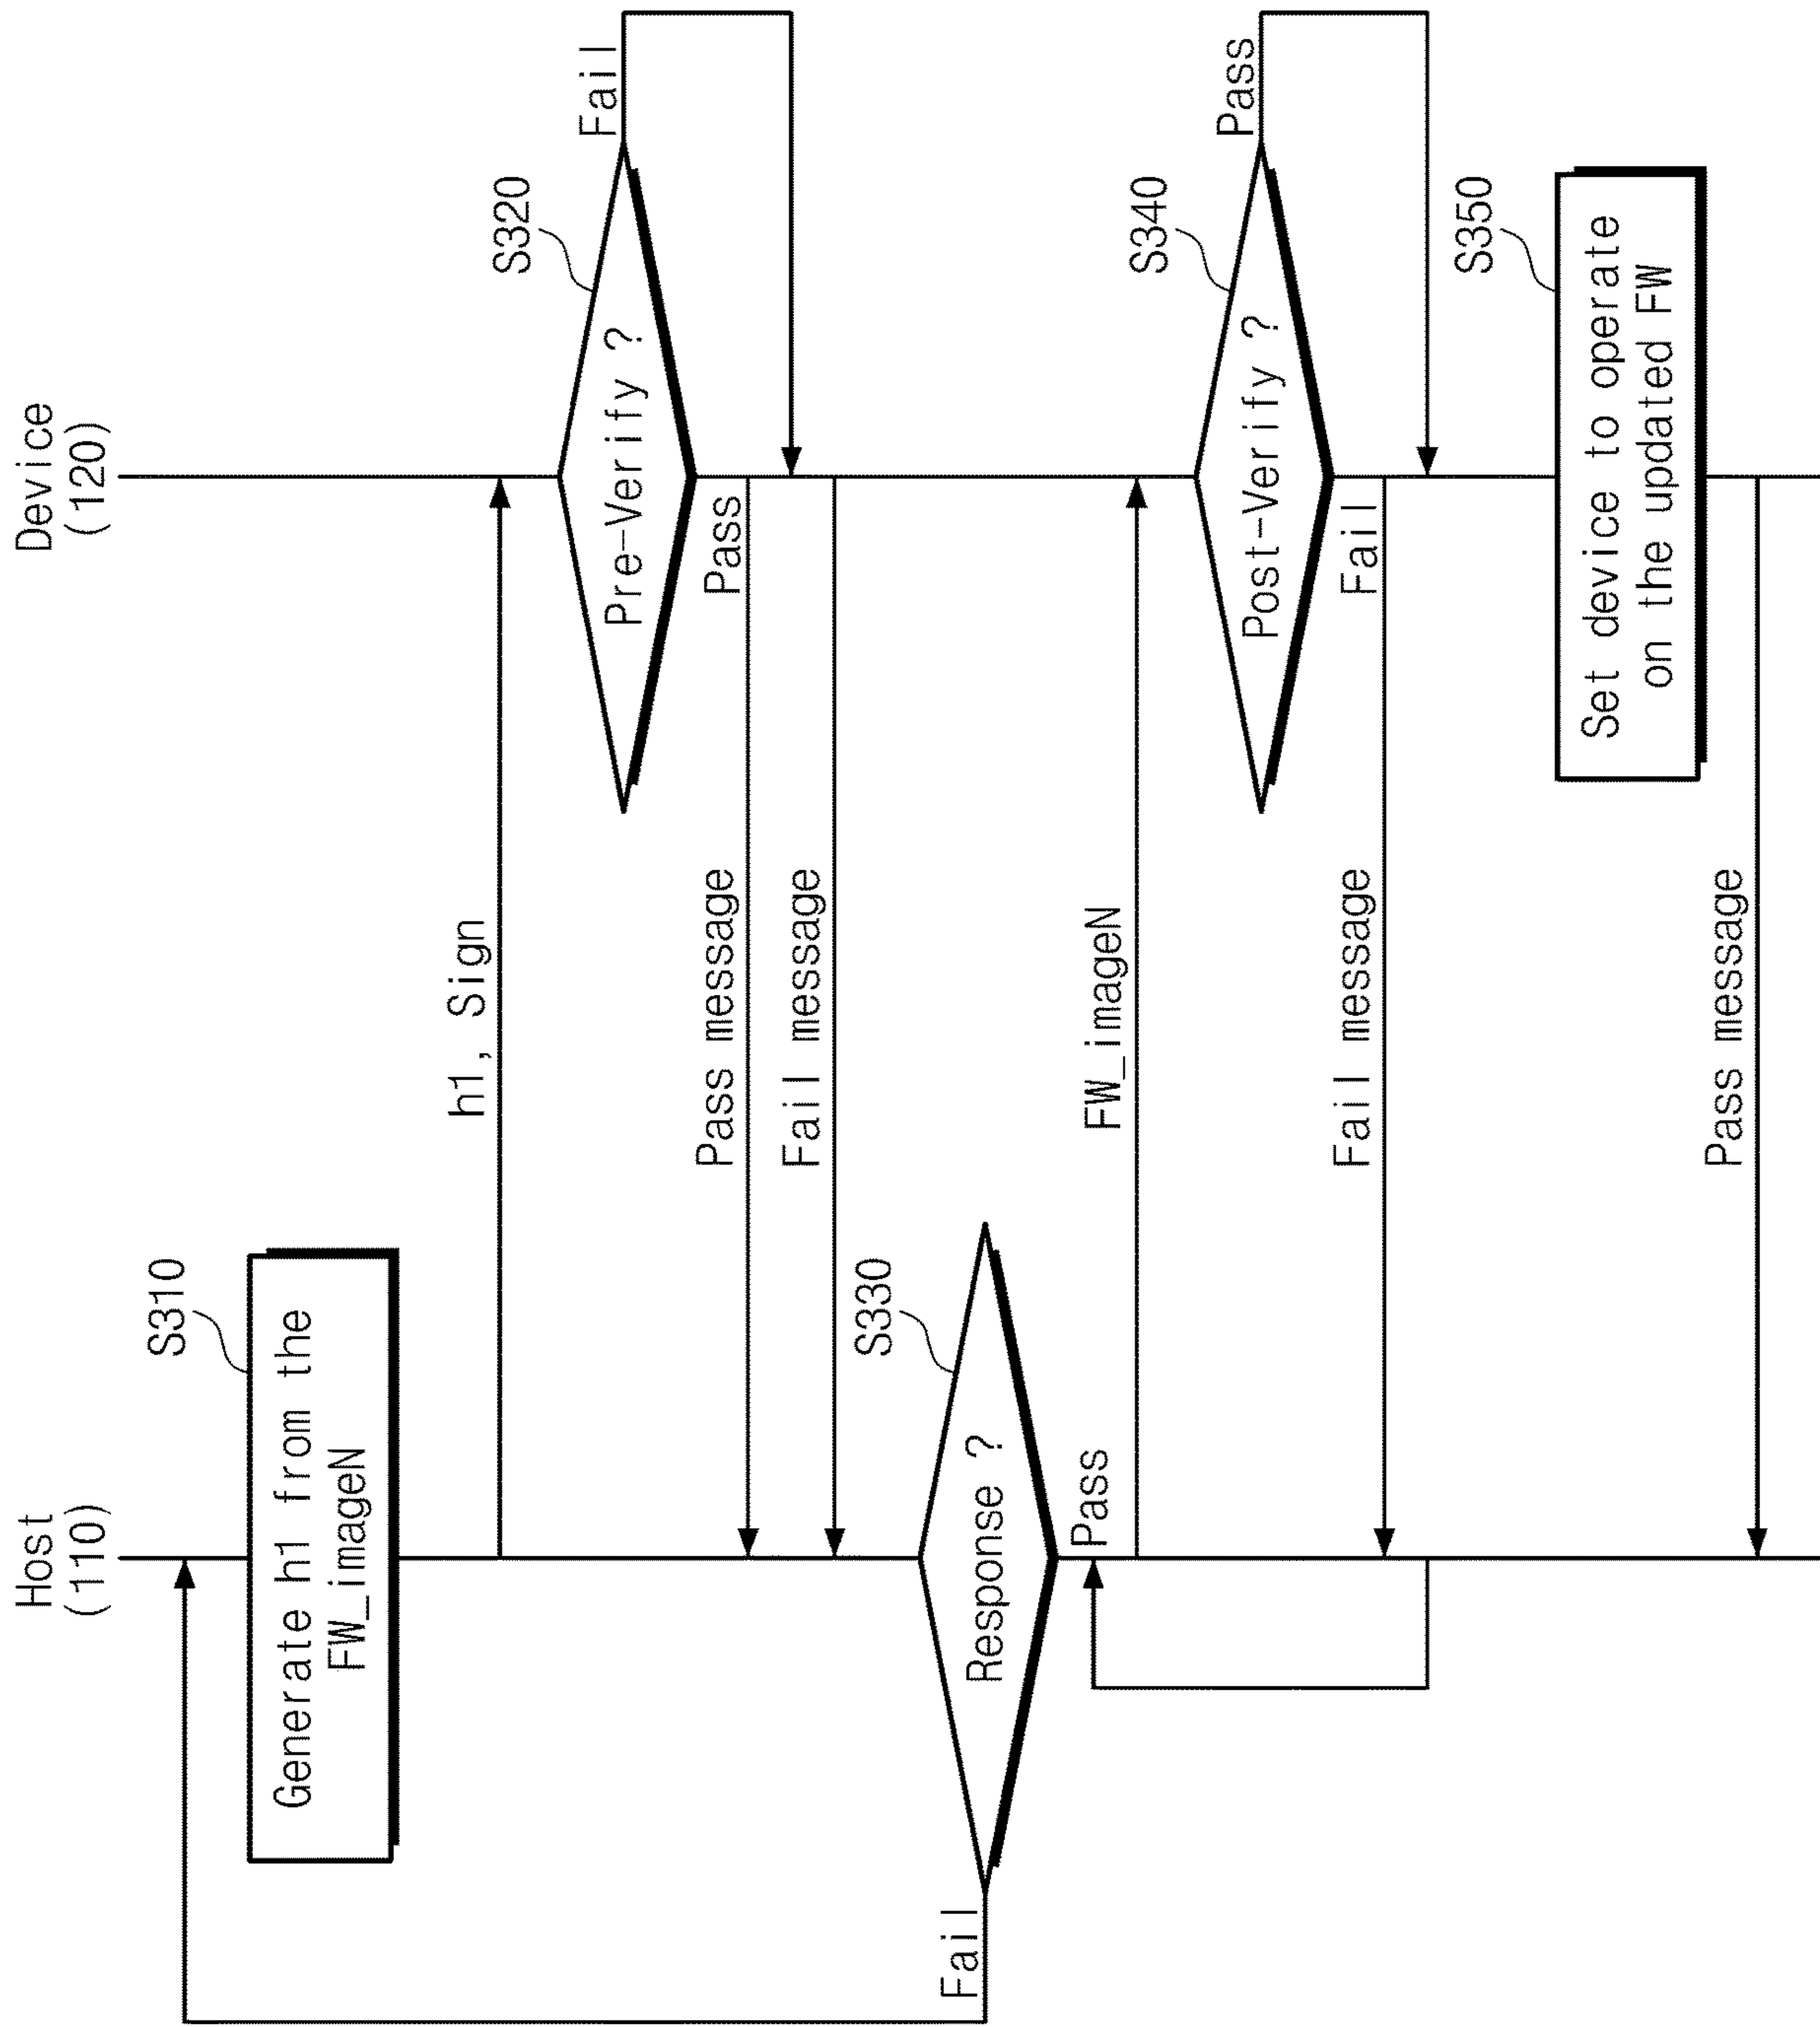 Host
(110)
Device
(120)
S310
Generate h1 from the
FW_imageN
h1, Sign
S320
Pre-Verify ?
Fail
Pass
Pass message
Fail message
S330
Response ?
Fail
Pass
FW_imageN
S340
Post-Verify ?
Pass
Fail
Fail message
S350
Set device to operate
on the updated FW
Pass message